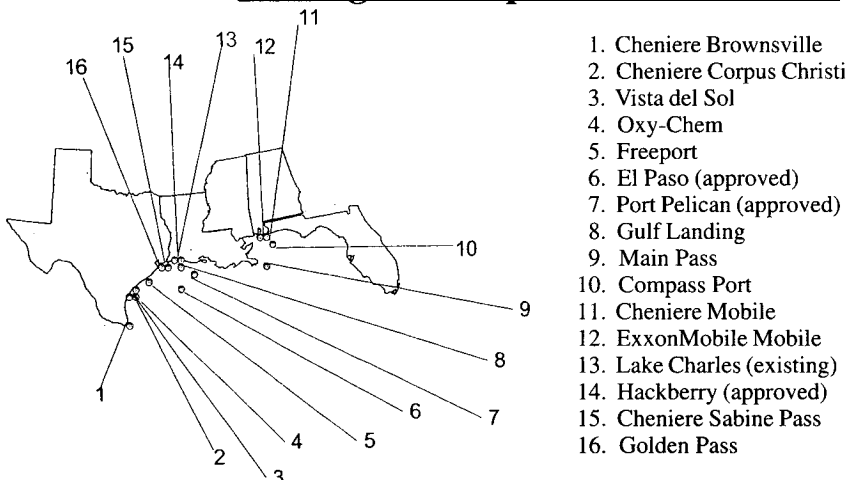 11
13
15
12
14
16
10
9
8
7
6
5
4
1
2
3
1. Cheniere Brownsville
2. Cheniere Corpus Christi
3. Vista del Sol
4. Oxy-Chem
5. Freeport
6. El Paso (approved)
7. Port Pelican (approved)
8. Gulf Landing
9. Main Pass
10. Compass Port
11. Cheniere Mobile
12. ExxonMobile Mobile
13. Lake Charles (existing)
14. Hackberry (approved)
15. Cheniere Sabine Pass
16. Golden Pass